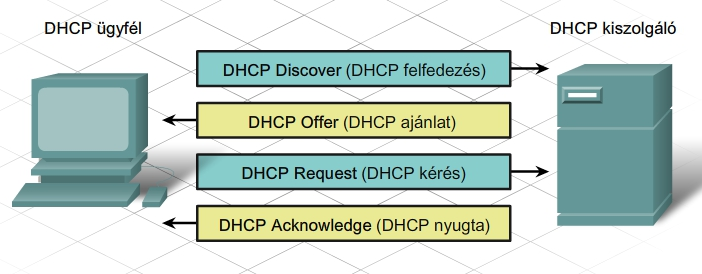 DHCP ügyfél
DHCP kiszolgáló
DHCP Discover (DHCP felfedezés)
DHCP Offer (DHCP ajánlat)
DHCP Request (DHCP kérés)
DHCP Acknowledge (DHCP nyugta)